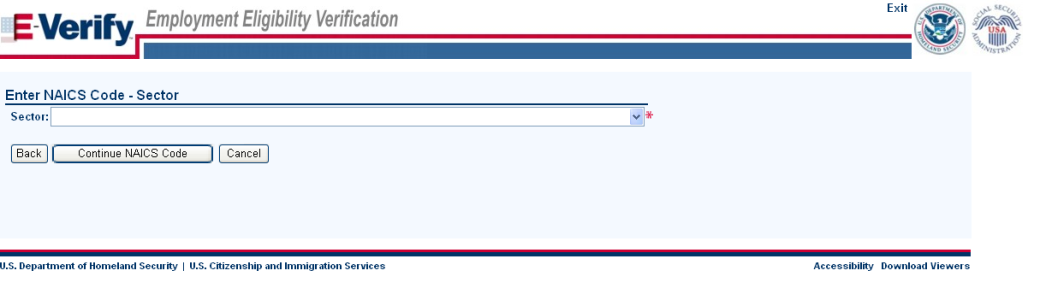 E-Verify Employment Eligibility Verification
Exit
Enter NAICS Code - Sector
Sector: *
Back Continue NAICS Code Cancel
U.S. Department of Homeland Security | U.S. Citizenship and Immigration Services
Accessibility Download Viewers
USA